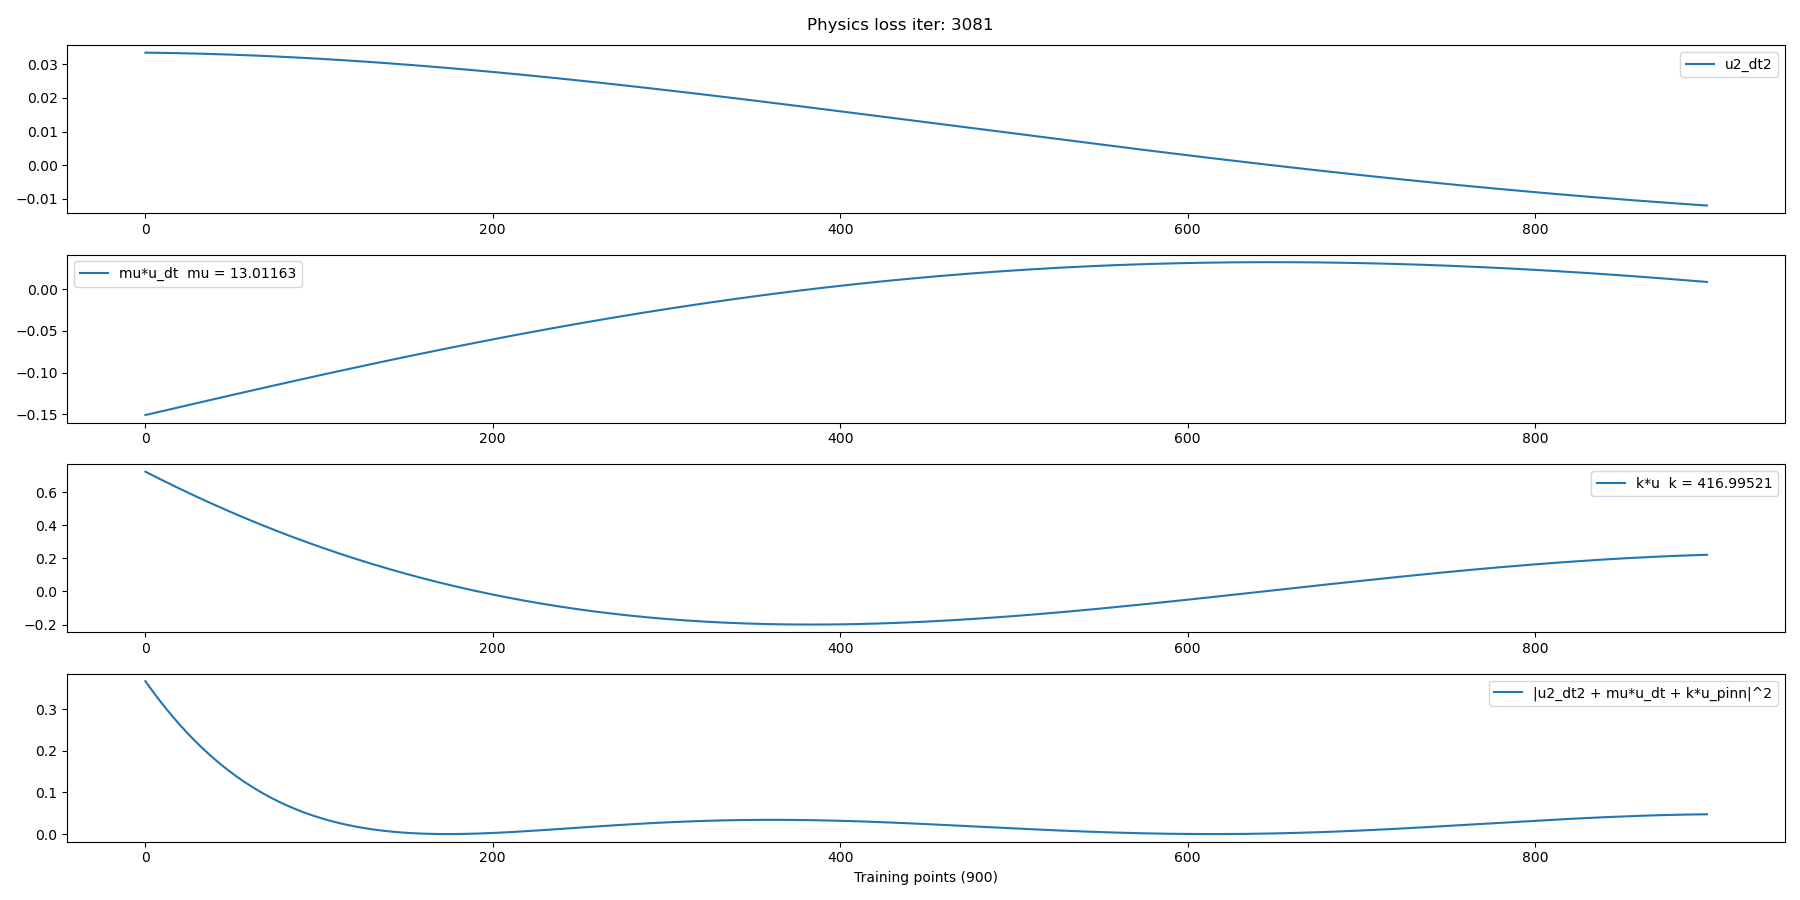 Physics loss iter: 3081
0.03
0.02
0.01
0.00
−0.01
u2_dt2
0 200 400 600 800
0.00
−0.05
−0.10
−0.15
mu*u_dt  mu = 13.01163
0 200 400 600 800
0.6
0.4
0.2
0.0
−0.2
k*u  k = 416.99521
0 200 400 600 800
0.3
0.2
0.1
0.0
|u2_dt2 + mu*u_dt + k*u_pinn|^2
0 200 400 600 800
Training points (900)